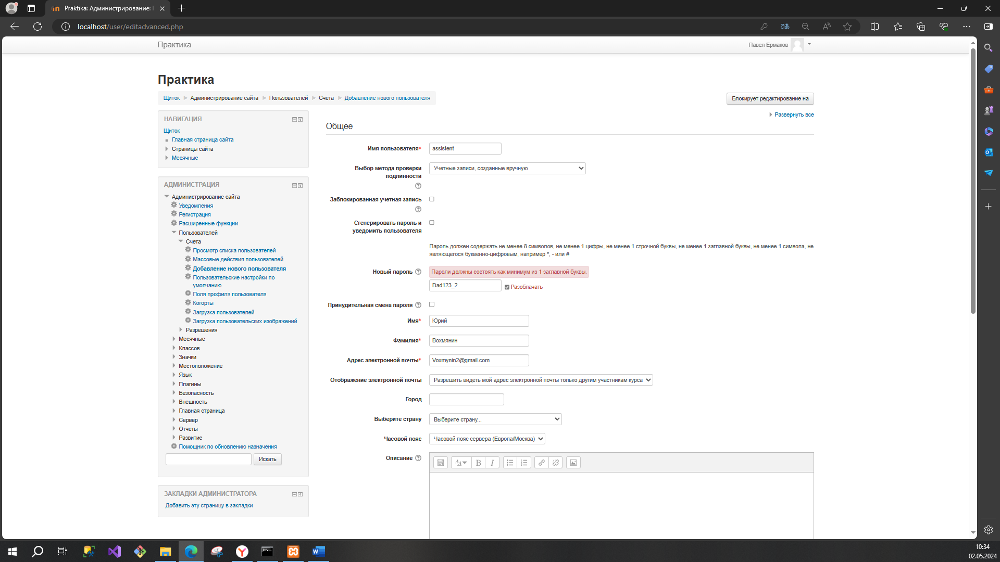 Praktika: Администрирование:
localhost/user/editadvanced.php
Практика
Павел Ермаков
Практика
Щиток Администрирование сайта Пользователей Счета Добавление нового пользователя
Блокирует редактирование на
Развернуть все
НАВИГАЦИЯ
Щиток
Главная страница сайта
Страницы сайта
Месячные
АДМИНИСТРАЦИЯ
Администрирование сайта
Уведомления
Регистрация
Расширенные функции
Пользователей
Счета
Просмотр списка пользователей
Массовые действия пользователей
Добавление нового пользователя
Пользовательские настройки по
умолчанию
Поля профиля пользователя
Когорты
Загрузка пользователей
Загрузка пользовательских изображений
Разрешения
Месячные
Классов
Значки
Местоположение
Язык
Плагины
Безопасность
Внешность
Главная страница
Сервер
Отчеты
Развитие
Помощник по обновлению назначения
Искать
ЗАКЛАДКИ АДМИНИСТРАТОРА
Добавить эту страницу в закладки
Общее
Имя пользователя* assistent
Выбор метода проверки
подлинности
Учетные записи, созданные вручную
Заблокированная учетная запись
Сгенерировать пароль и
уведомить пользователя
Пароль должен содержать не менее 8 символов, не менее 1 цифры, не менее 1 строчной буквы, не менее 1 заглавной буквы, не менее 1 символа, не
являющегося буквенно-цифровым, например *, - или #
Новый пароль Пароли должны состоять как минимум из 1 заглавной буквы.
Dad123_2 Разоблачать
Принудительная смена пароля
Имя* Юрий
Фамилия* Вохмянин
Адрес электронной почты* Voxmynin2@gmail.com
Отображение электронной почты Разрешить видеть мой адрес электронной почты только другим участникам курса
Город
Выберите страну Выберите страну...
Часовой пояс Часовой пояс сервера (Европа/Москва)
Описание
10:34
02.05.2024